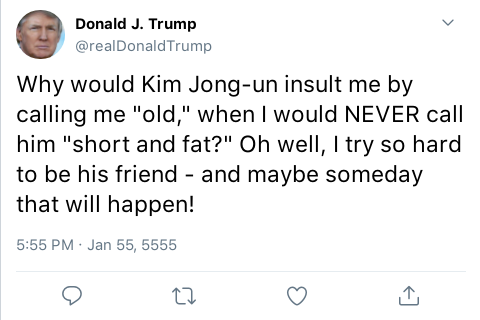 Donald J. Trump
@realDonaldTrump
Why would Kim Jong-un insult me by
calling me "old," when I would NEVER call
him "short and fat?" Oh well, I try so hard
to be his friend - and maybe someday
that will happen!
5:55 PM · Jan 55, 5555